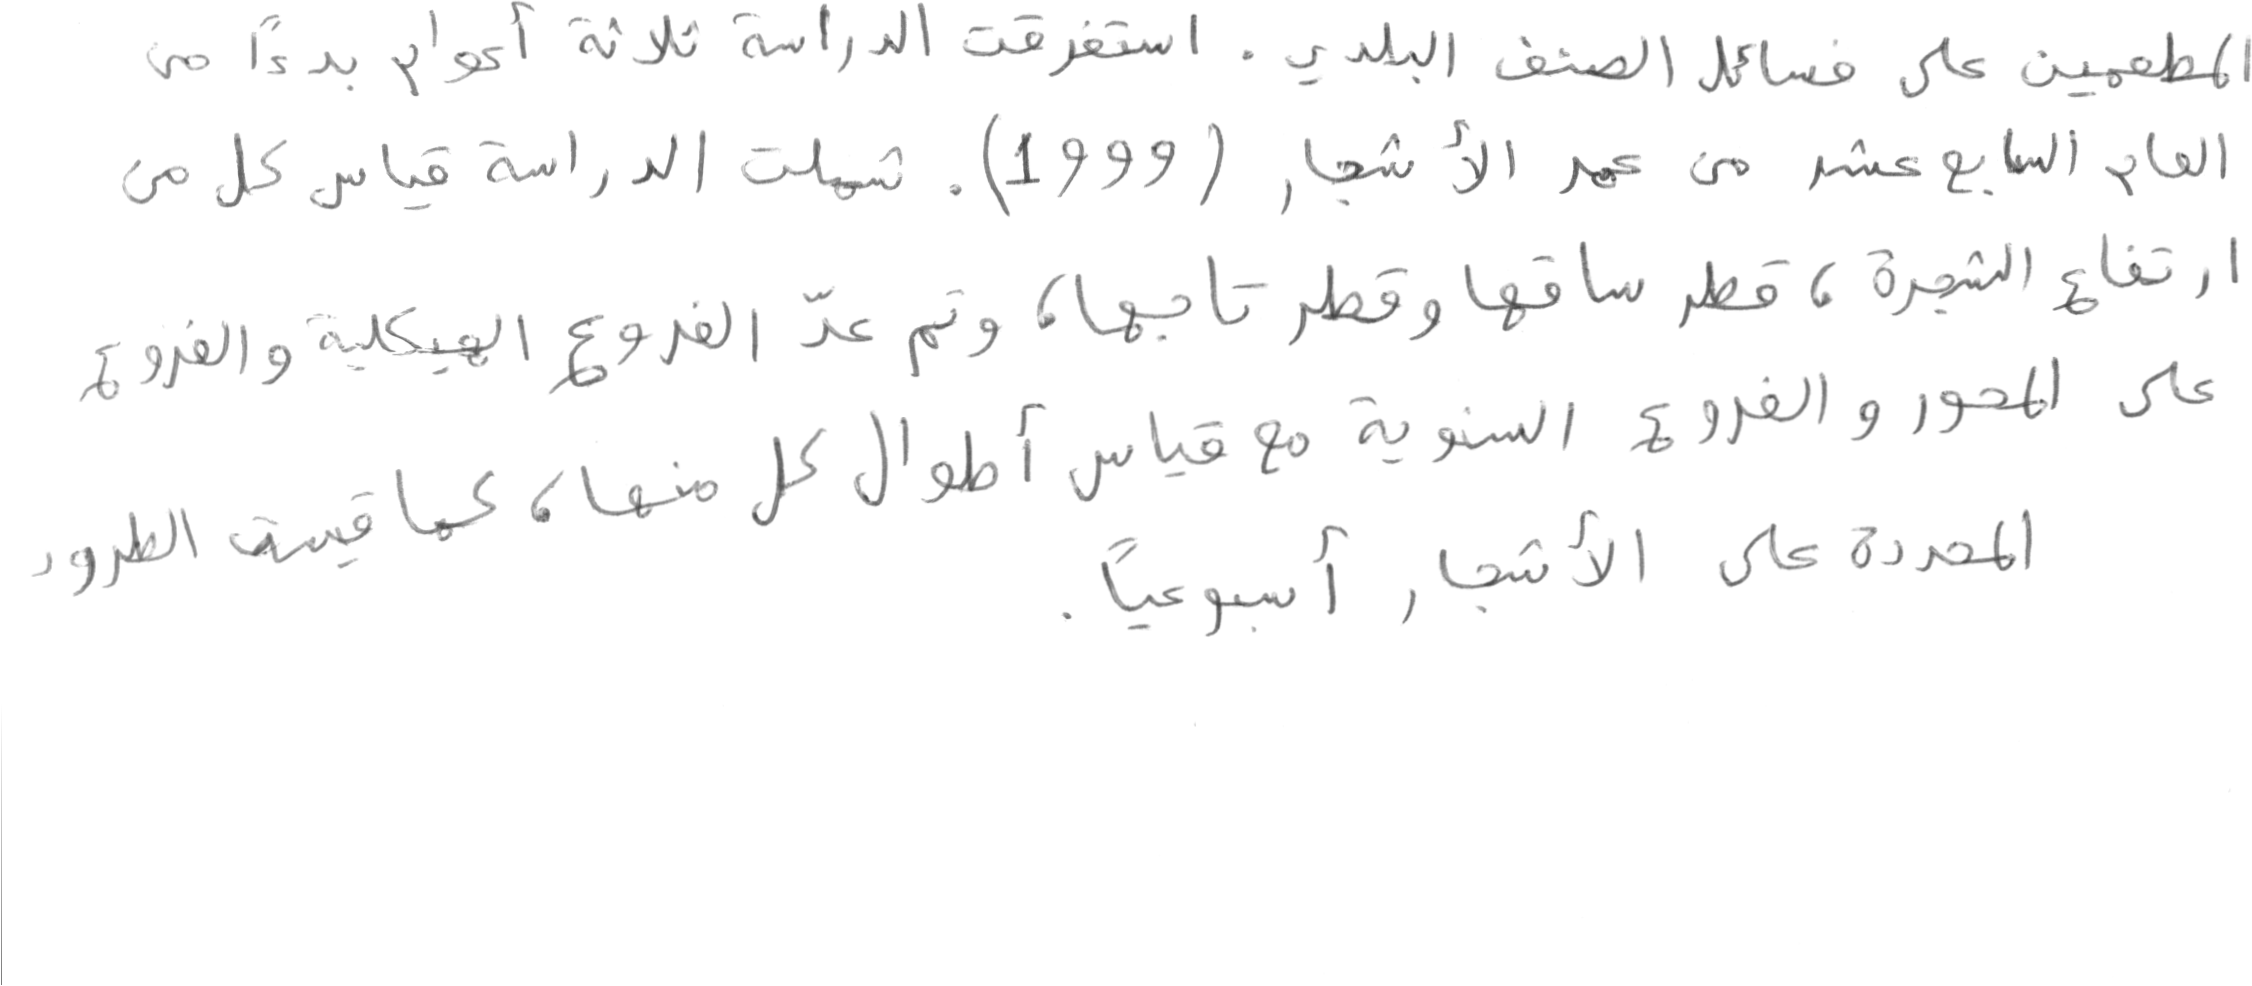 المطعمين على فسائل الصنف البلدي. استغرقت الدراسة ثلاثة أعوام بدءًا من
العام السابع عشر من عمر الأشجار (1999). شملت الدراسة قياس كل من
ارتفاع الشجرة، قطر ساقها وقطر تاجها، وتم عدّ الفروع الهيكلية والفروع
على المحور والفروع السنوية مع قياس أطوال كل منها، كما قيست الطرود
المحددة على الأشجار أسبوعياً.